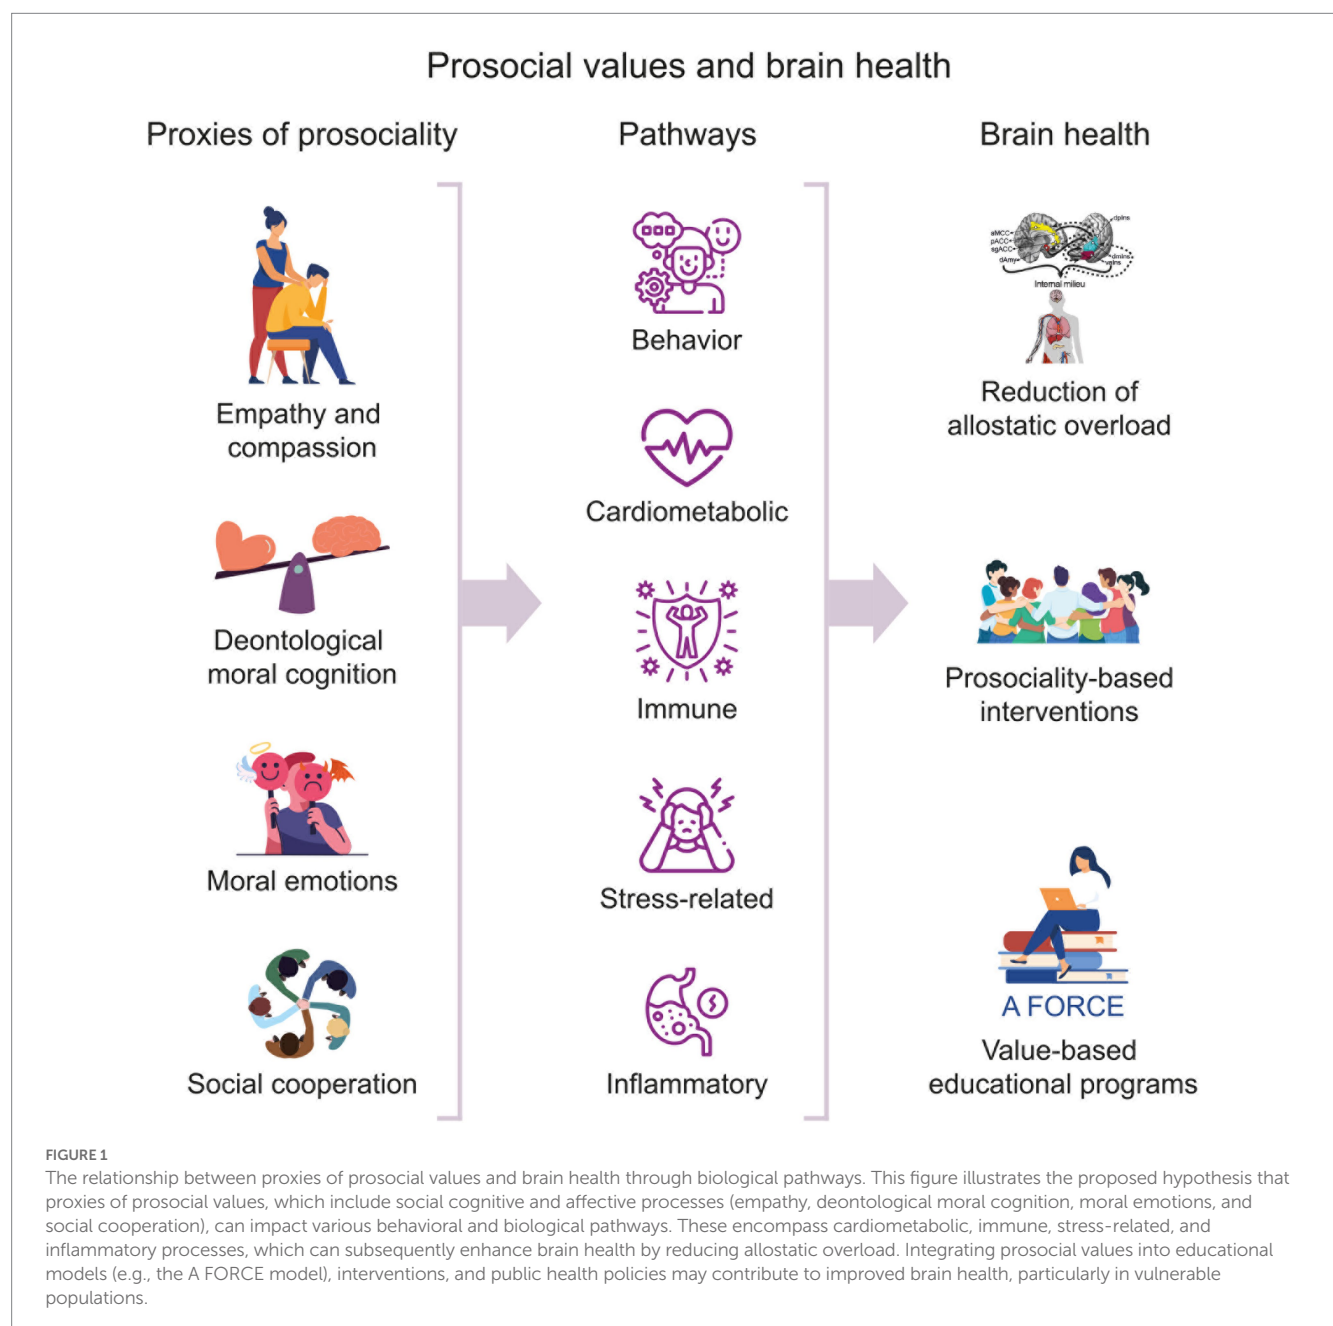 Prosocial values and brain health
Proxies of prosociality
Pathways
Brain health
Empathy and
compassion
Deontological
moral cognition
Moral emotions
Social cooperation
Behavior
Cardiometabolic
Immune
Stress-related
Inflammatory
aMCC
pACC
sgACC
dAmy
dpIns
dmIns
vaIns
Internal milieu
Reduction of
allostatic overload
Prosociality-based
interventions
A FORCE
Value-based
educational programs
FIGURE 1
The relationship between proxies of prosocial values and brain health through biological pathways. This figure illustrates the proposed hypothesis that
proxies of prosocial values, which include social cognitive and affective processes (empathy, deontological moral cognition, moral emotions, and
social cooperation), can impact various behavioral and biological pathways. These encompass cardiometabolic, immune, stress-related, and
inflammatory processes, which can subsequently enhance brain health by reducing allostatic overload. Integrating prosocial values into educational
models (e.g., the A FORCE model), interventions, and public health policies may contribute to improved brain health, particularly in vulnerable
populations.